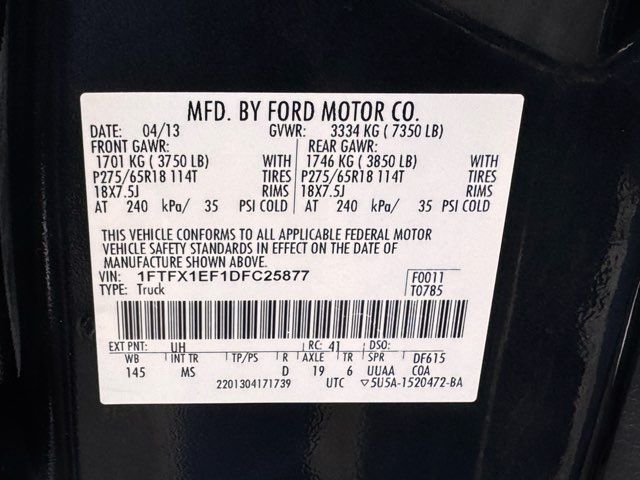 MFD. BY FORD MOTOR CO.
DATE: 04/13 GVWR: 3334 KG ( 7350 LB)
FRONT GAWR: REAR GAWR:
1701 KG ( 3750 LB) WITH 1746 KG ( 3850 LB) WITH
P275/65R18 114T TIRES P275/65R18 114T TIRES
18X7.5J RIMS 18X7.5J RIMS
AT 240 kPa/ 35 PSI COLD AT 240 kPa/ 35 PSI COLD
THIS VEHICLE CONFORMS TO ALL APPLICABLE FEDERAL MOTOR
VEHICLE SAFETY STANDARDS IN EFFECT ON THE DATE OF
MANUFACTURE SHOWN ABOVE.
VIN: 1FTFX1EF1DFC25877 F0011
TYPE: Truck T0785
EXT PNT: UH RC: 41 DSO:
WB INT TR TP/PS R AXLE TR SPR DF615
145 MS D 19 6 UUAA C0A
2201304171739 UTC ▽5U5A-1520472-BA